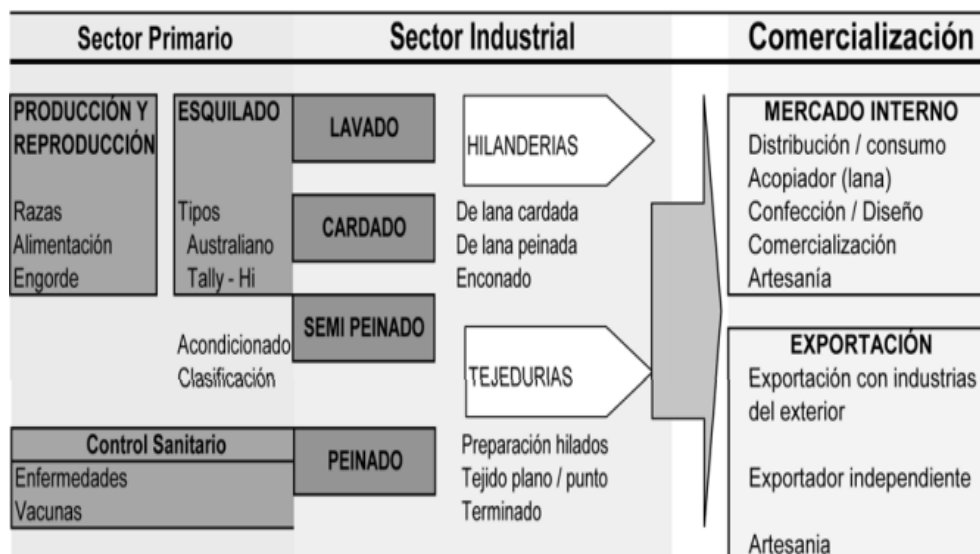 Sector Primario
Sector Industrial
Comercialización
PRODUCCIÓN Y
REPRODUCCIÓN
Razas
Alimentación
Engorde
ESQUILADO
Tipos
Australiano
Tally - Hi
Acondicionado
Clasificación
Control Sanitario
Enfermedades
Vacunas
LAVADO
CARDADO
SEMI PEINADO
PEINADO
HILANDERIAS
De lana cardada
De lana peinada
Enconado
TEJEDURIAS
Preparación hilados
Tejido plano / punto
Terminado
MERCADO INTERNO
Distribución / consumo
Acopiador (lana)
Confección / Diseño
Comercialización
Artesanía
EXPORTACIÓN
Exportación con industrias
del exterior
Exportador independiente
Artesania